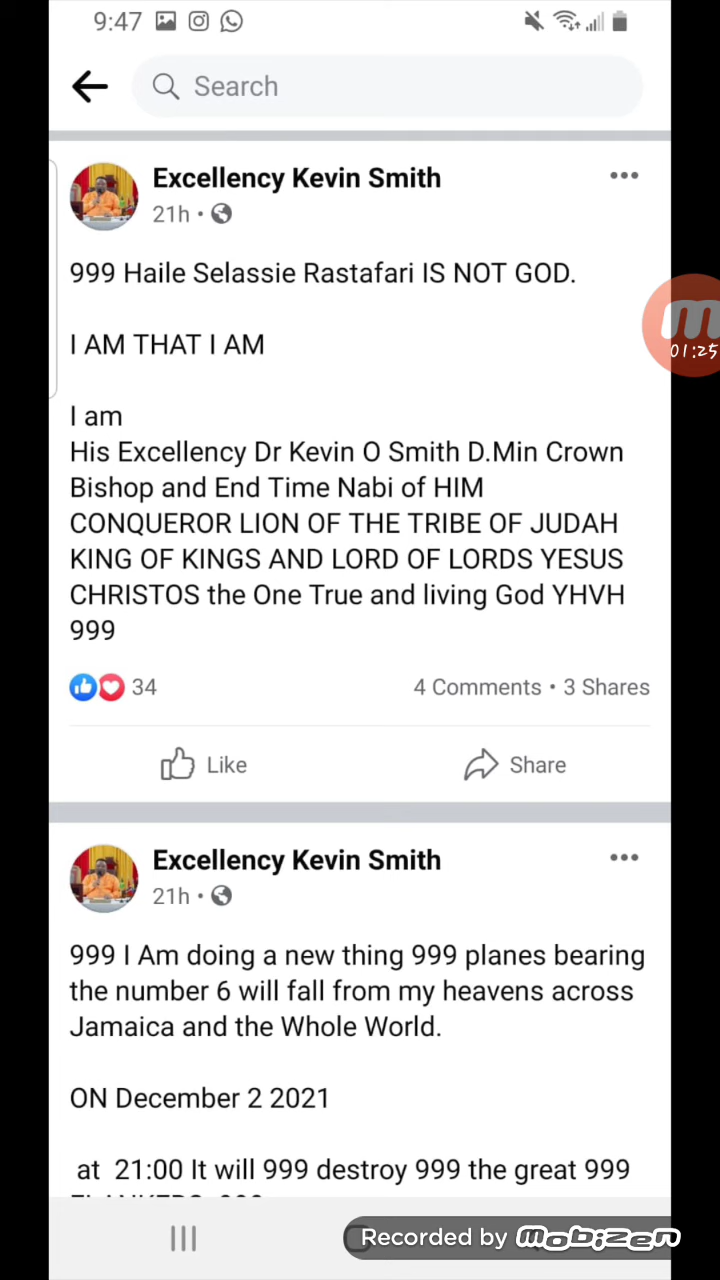 9:47
Search
Excellency Kevin Smith
21h •
999 Haile Selassie Rastafari IS NOT GOD.
I AM THAT I AM
I am
His Excellency Dr Kevin O Smith D.Min Crown
Bishop and End Time Nabi of HIM
CONQUEROR LION OF THE TRIBE OF JUDAH
KING OF KINGS AND LORD OF LORDS YESUS
CHRISTOS the One True and living God YHVH
999
34
4 Comments • 3 Shares
Like
Share
Excellency Kevin Smith
21h •
999 I Am doing a new thing 999 planes bearing
the number 6 will fall from my heavens across
Jamaica and the Whole World.
ON December 2 2021
at 21:00 It will 999 destroy 999 the great 999
m
01:25
Recorded by mobizen